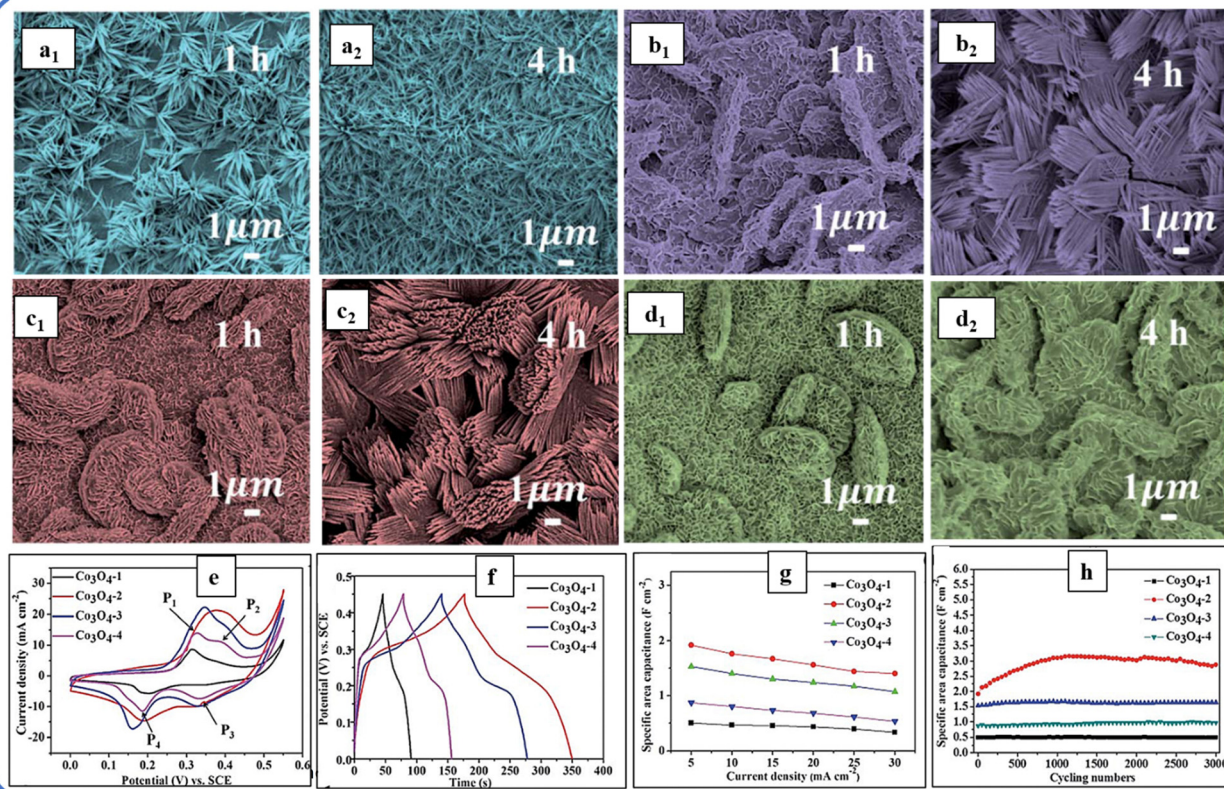 a₁
1 h
1μm
a₂
4 h
1μm
b₁
1 h
1μm
b₂
4 h
1μm
c₁
1 h
1μm
c₂
4 h
1μm
d₁
1 h
1μm
d₂
4 h
1μm
e
Co₃O₄-1
Co₃O₄-2
Co₃O₄-3
Co₃O₄-4
P₁
P₂
P₃
P₄
30
20
10
0
-10
-20
Current density (mA cm⁻²)
0.0 0.1 0.2 0.3 0.4 0.5 0.6
Potential (V) vs. SCE
f
Co₃O₄-1
Co₃O₄-2
Co₃O₄-3
Co₃O₄-4
0.5
0.4
0.3
0.2
0.1
0.0
Potential (V) vs. SCE
0 50 100 150 200 250 300 350 400
Time (s)
g
Co₃O₄-1
Co₃O₄-2
Co₃O₄-3
Co₃O₄-4
3
2
1
0
Specific area capacitance (F cm⁻²)
5 10 15 20 25 30
Current density (mA cm⁻²)
h
Co₃O₄-1
Co₃O₄-2
Co₃O₄-3
Co₃O₄-4
6.0
5.5
5.0
4.5
4.0
3.5
3.0
2.5
2.0
1.5
1.0
0.5
0.0
Specific area capacitance (F cm⁻²)
0 500 1000 1500 2000 2500 3000
Cycling numbers